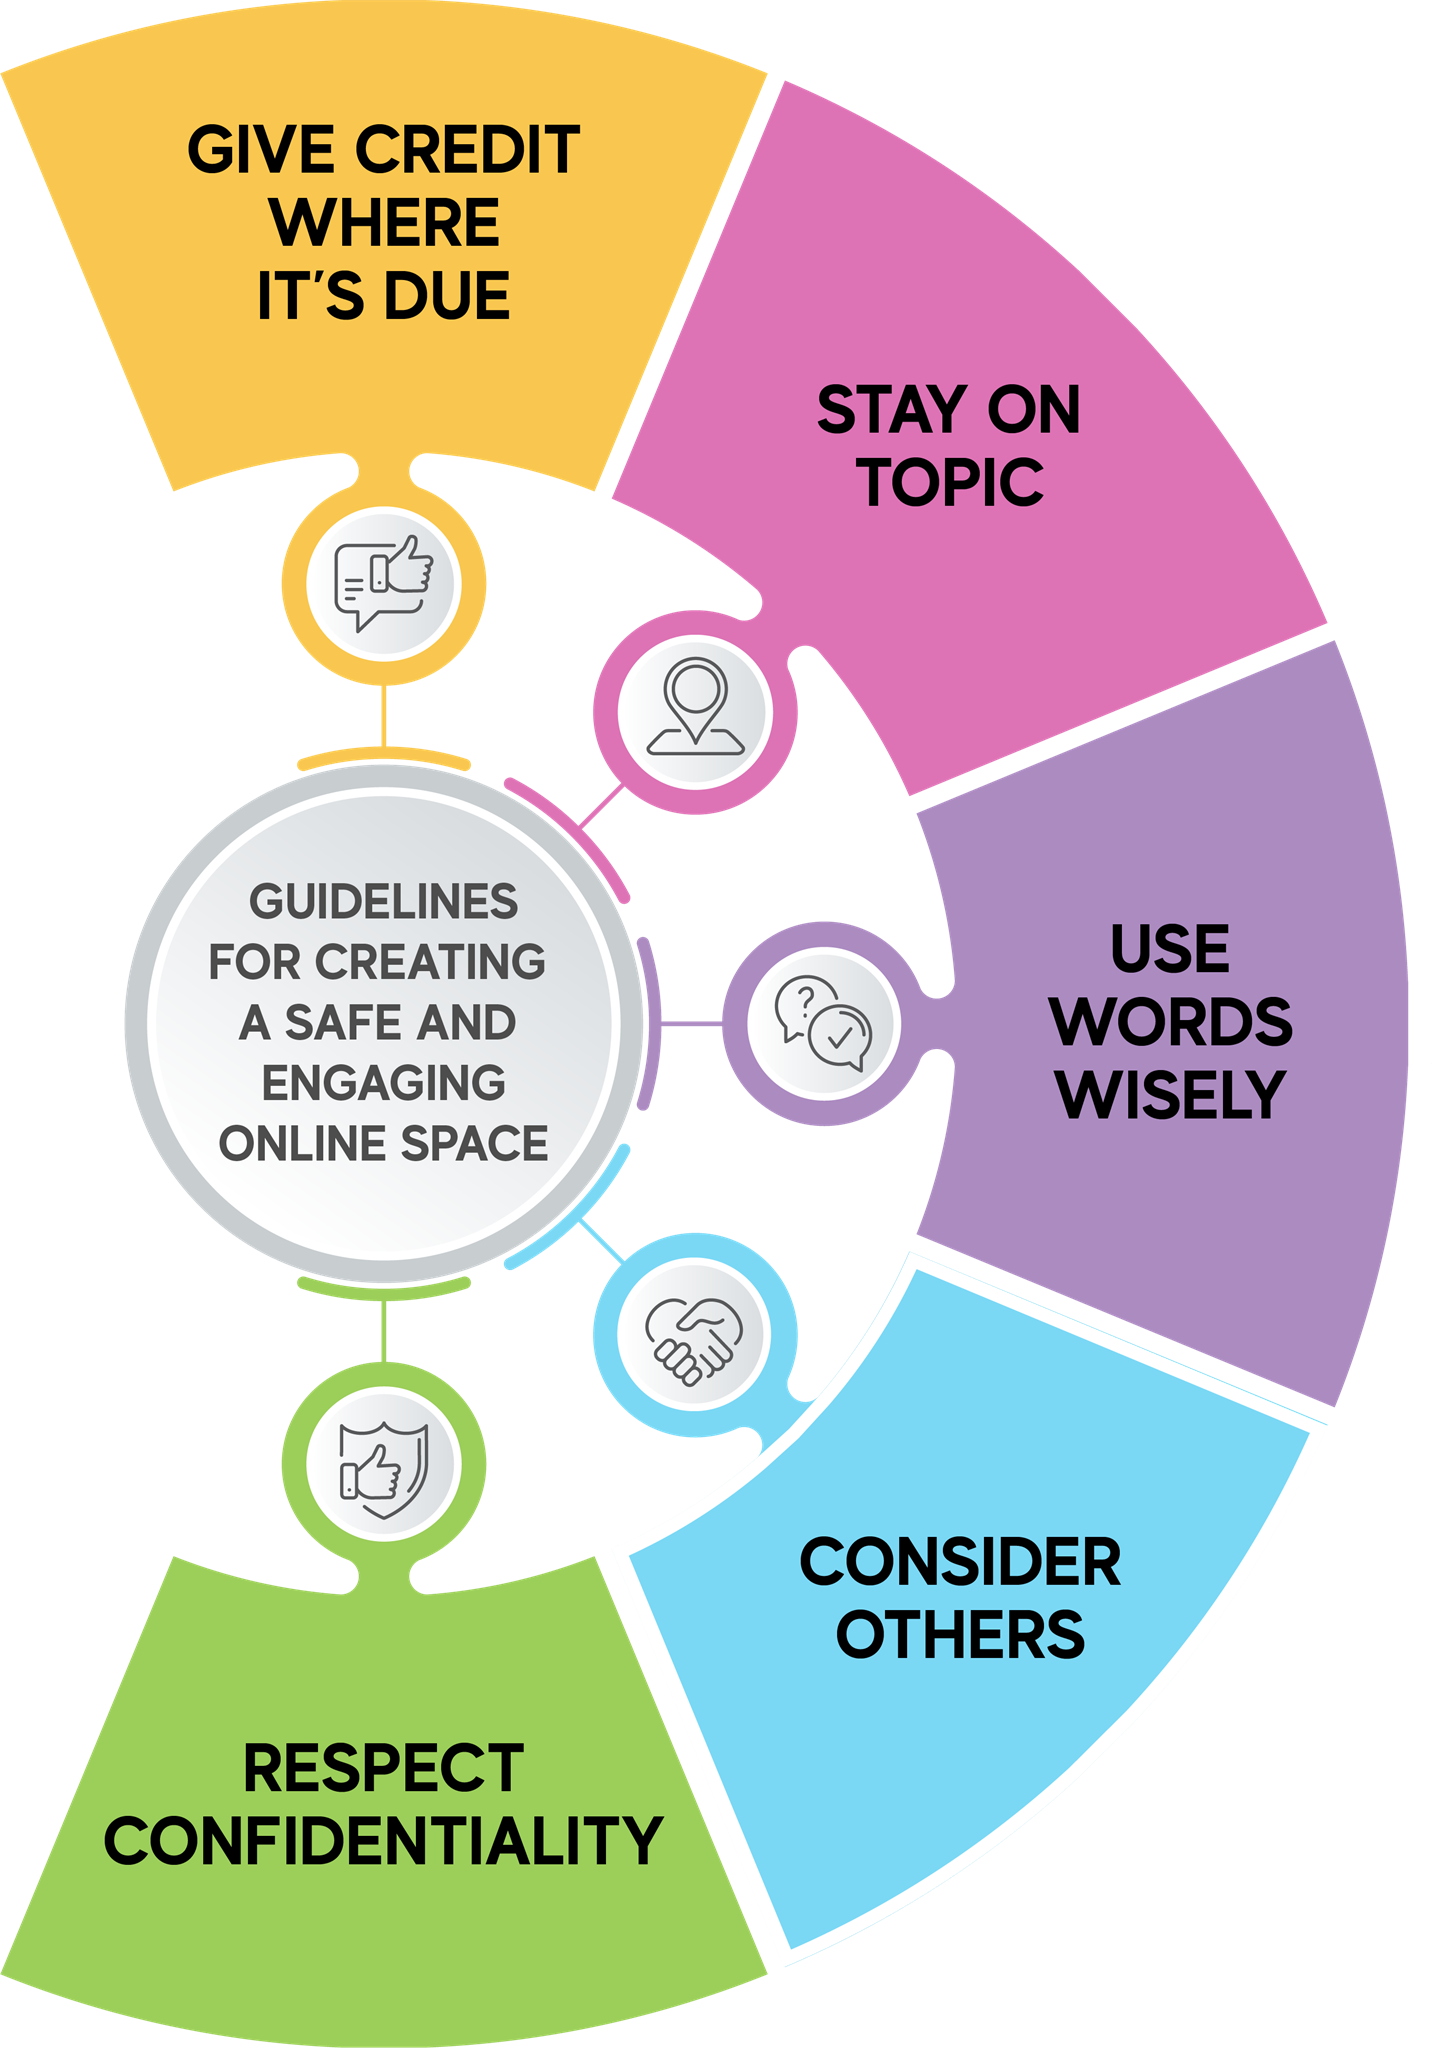 GIVE CREDIT
WHERE
IT'S DUE
STAY ON
TOPIC
USE
WORDS
WISELY
CONSIDER
OTHERS
RESPECT
CONFIDENTIALITY
GUIDELINES
FOR CREATING
A SAFE AND
ENGAGING
ONLINE SPACE
?